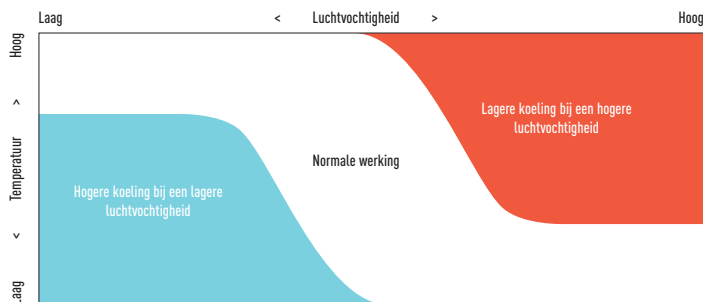 Laag < Luchtvochtigheid > Hoog
Hoog
>
Temperatuur
<
Laag
Lagere koeling bij een hogere
luchtvochtigheid
Normale werking
Hogere koeling bij een lagere
luchtvochtigheid